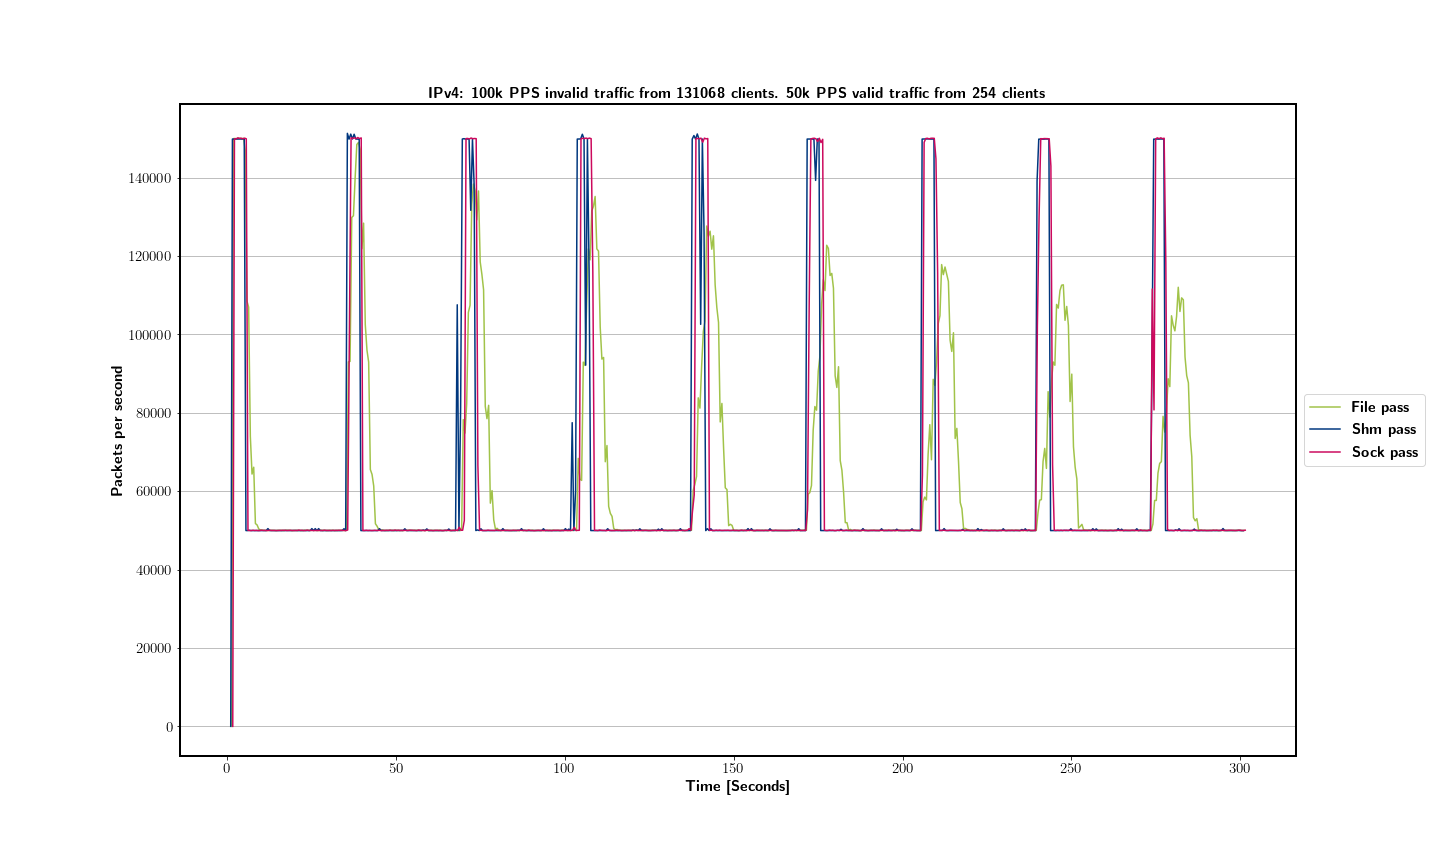 IPv4: 100k PPS invalid traffic from 131068 clients. 50k PPS valid traffic from 254 clients
140000
120000
100000
80000
60000
40000
20000
0
Packets per second
0 50 100 150 200 250 300
Time [Seconds]
File pass
Shm pass
Sock pass